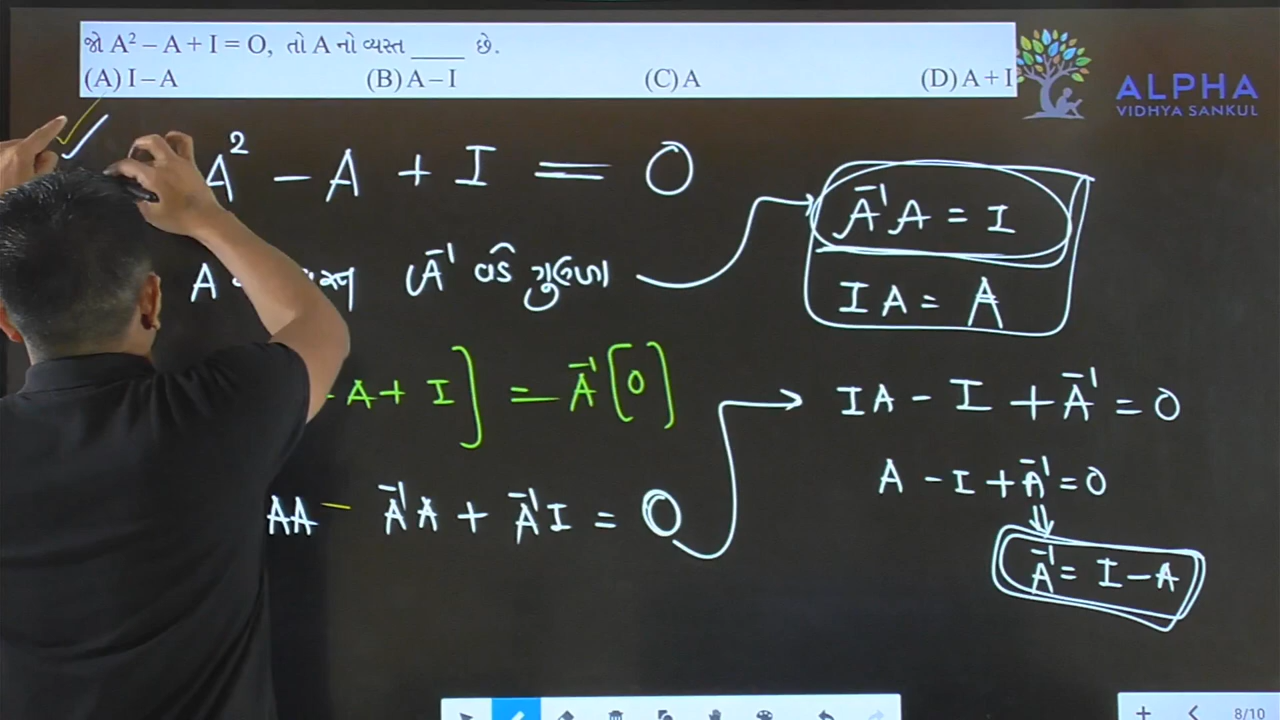 જો A² – A + I = O, તો A નો વ્યસ્ત ____ છે.
(A) I – A (B) A – I (C) A (D) A + I
ALPHA
VIDHYA SANKUL
A² – A + I = O
A⁻¹A = I
A A⁻¹ વડે ગુણતા
IA = A
- A + I ] = A⁻¹[0]
IA – I + A⁻¹ = 0
A – I + A⁻¹ = 0
AA – A⁻¹A + A⁻¹I = O
A⁻¹ = I – A
8/10